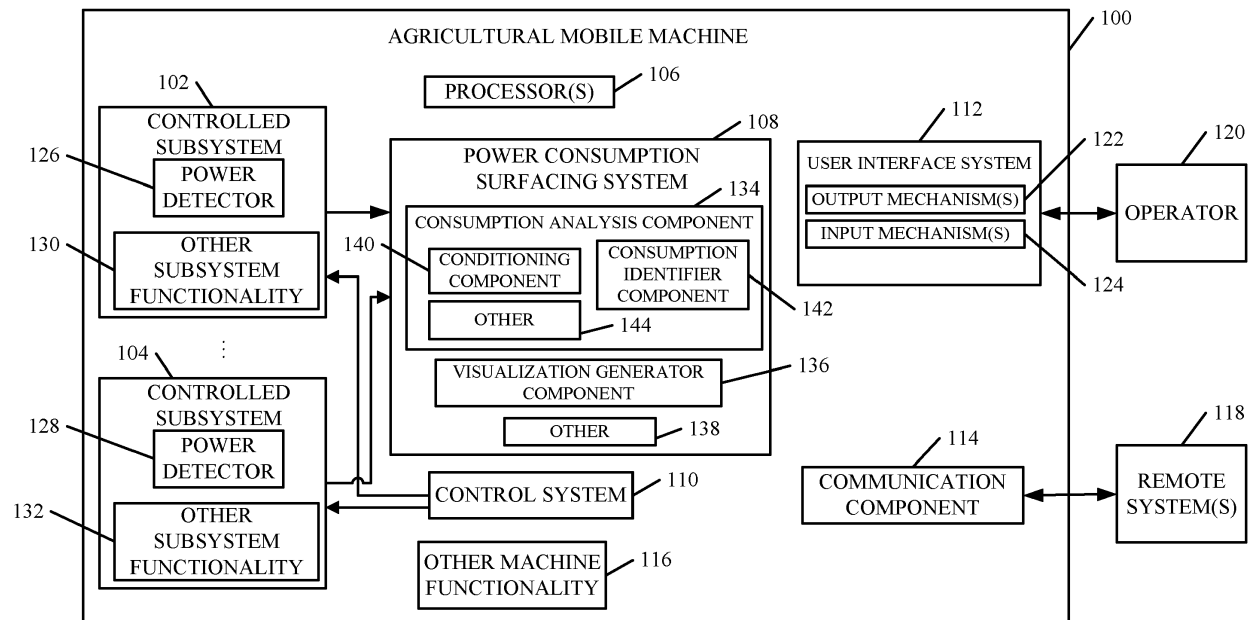 100
AGRICULTURAL MOBILE MACHINE
102
CONTROLLED
SUBSYSTEM
126
POWER
DETECTOR
130
OTHER
SUBSYSTEM
FUNCTIONALITY
104
CONTROLLED
SUBSYSTEM
128
POWER
DETECTOR
132
OTHER
SUBSYSTEM
FUNCTIONALITY
PROCESSOR(S)
106
108
POWER CONSUMPTION
SURFACING SYSTEM
134
CONSUMPTION ANALYSIS COMPONENT
140
CONDITIONING
COMPONENT
CONSUMPTION
IDENTIFIER
COMPONENT
142
OTHER
144
VISUALIZATION GENERATOR
COMPONENT
136
OTHER
138
CONTROL SYSTEM
110
OTHER MACHINE
FUNCTIONALITY
116
112
USER INTERFACE SYSTEM
122
OUTPUT MECHANISM(S)
INPUT MECHANISM(S)
124
120
OPERATOR
114
COMMUNICATION
COMPONENT
118
REMOTE
SYSTEM(S)